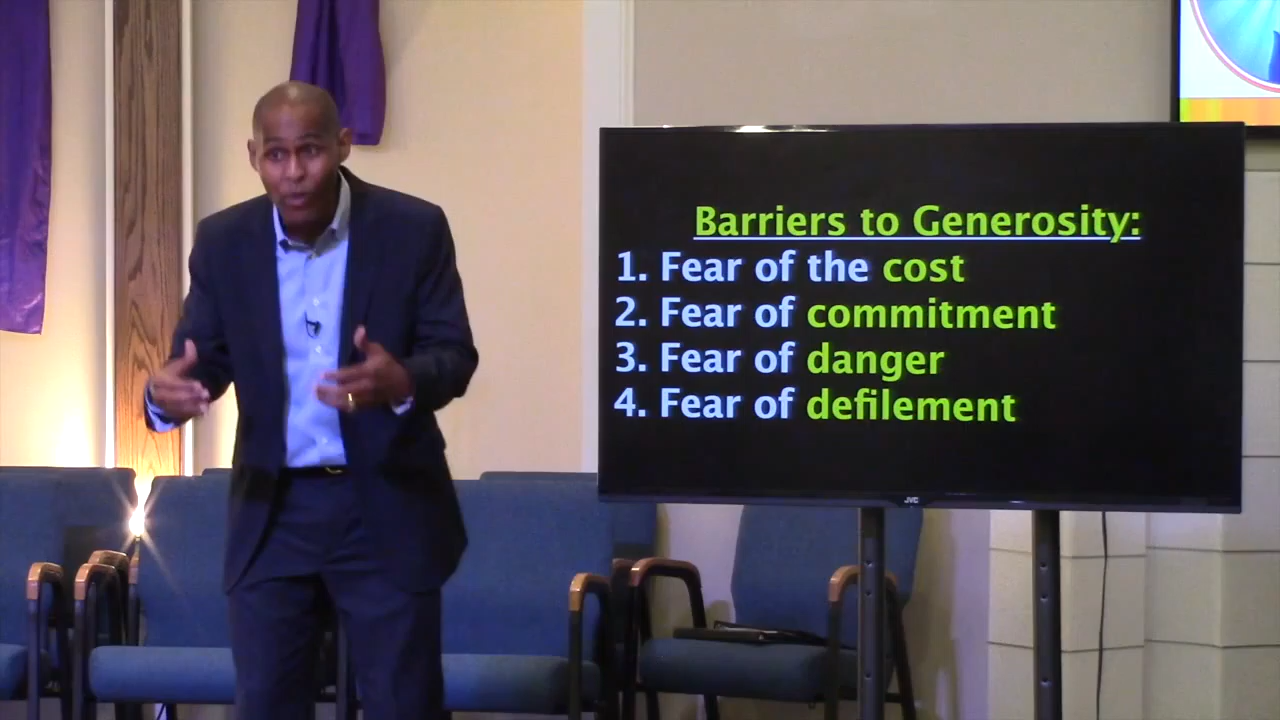 Barriers to Generosity:
1. Fear of the cost
2. Fear of commitment
3. Fear of danger
4. Fear of defilement
JVC